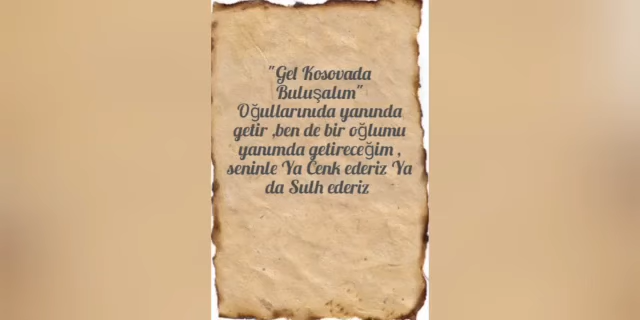 "Gel Kosovada
Buluşalım"
Oğullarınıda yanında
getir ,ben de bir oğlumu
yanımda getireceğim ,
seninle Ya Cenk ederiz Ya
da Sulh ederiz